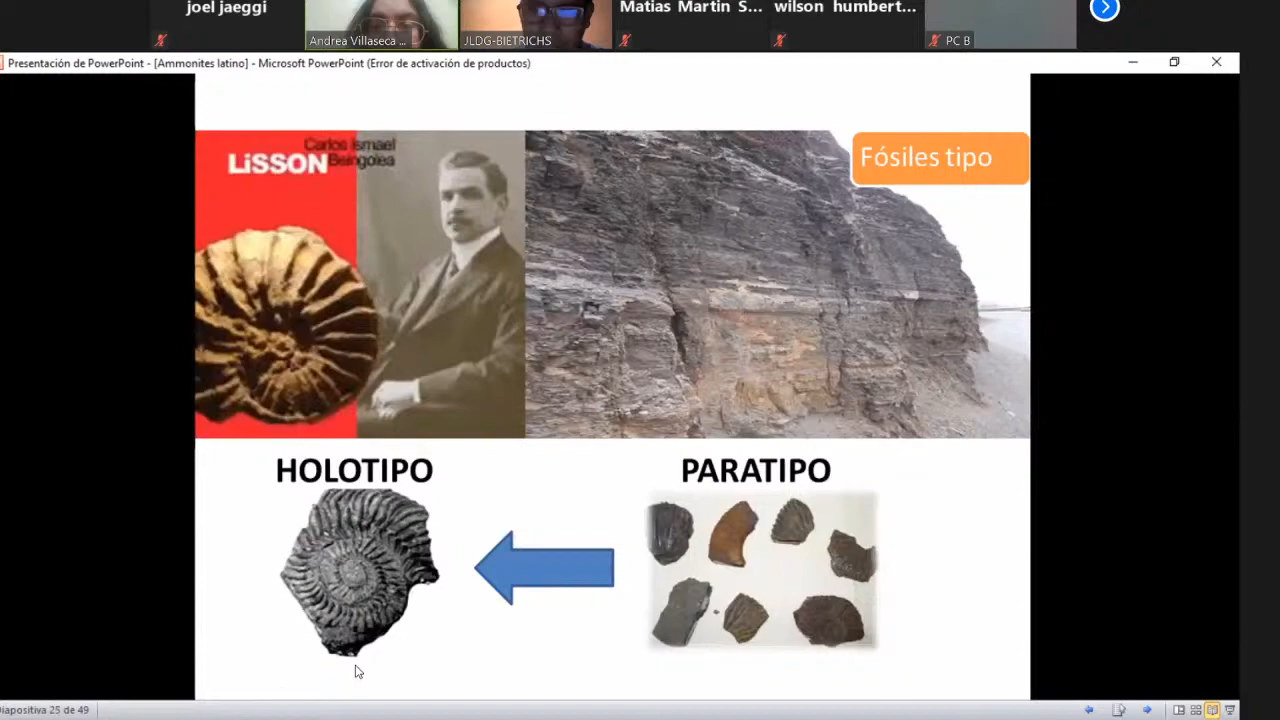 joel jaeggi
Andrea Villaseca ...
JLDG-BIETRICHS
Matias Martin S...
wilson humbert...
PC B
Presentación de PowerPoint - [Ammonites latino] - Microsoft PowerPoint (Error de activación de productos)
Carlos Ismael
LiSSON Beingolea
Fósiles tipo
HOLOTIPO
PARATIPO
Diapositiva 25 de 49